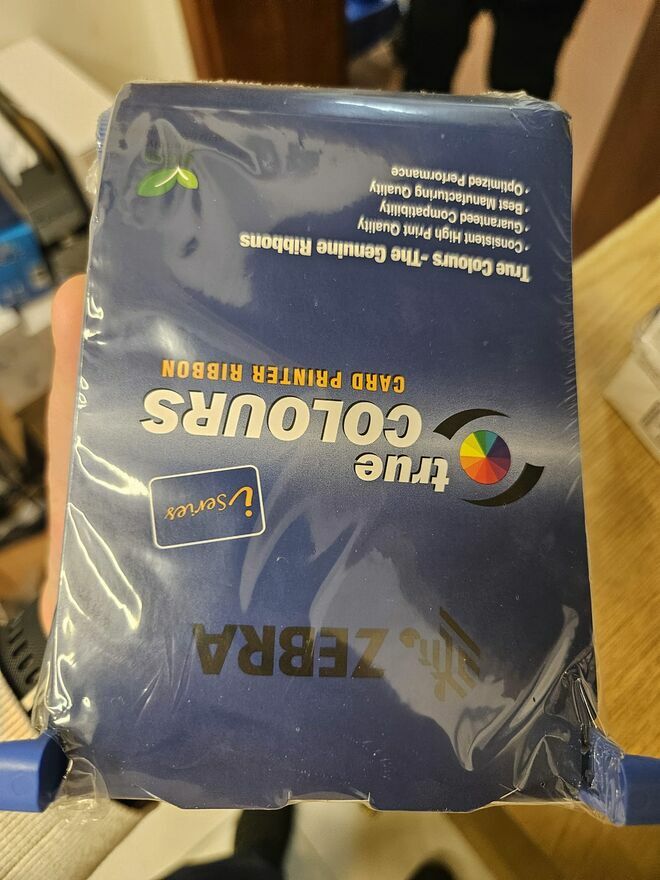 ZEBRA
i Series
true
COLOURS
CARD PRINTER RIBBON
True Colours - The Genuine Ribbons
• Consistent High Print Quality
• Guaranteed Compatibility
• Best Manufacturing Quality
• Optimized Performance